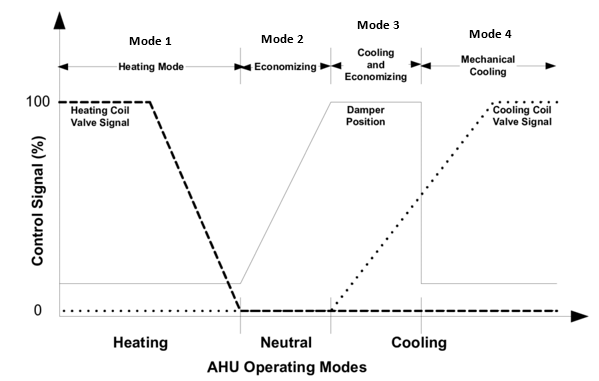 Mode 1
Mode 2
Mode 3
Mode 4
Heating Mode
Economizing
Cooling
and
Economizing
Mechanical
Cooling
100
Heating Coil
Valve Signal
Damper
Position
Cooling Coil
Valve Signal
Control Signal (%)
0
Heating
Neutral
Cooling
AHU Operating Modes